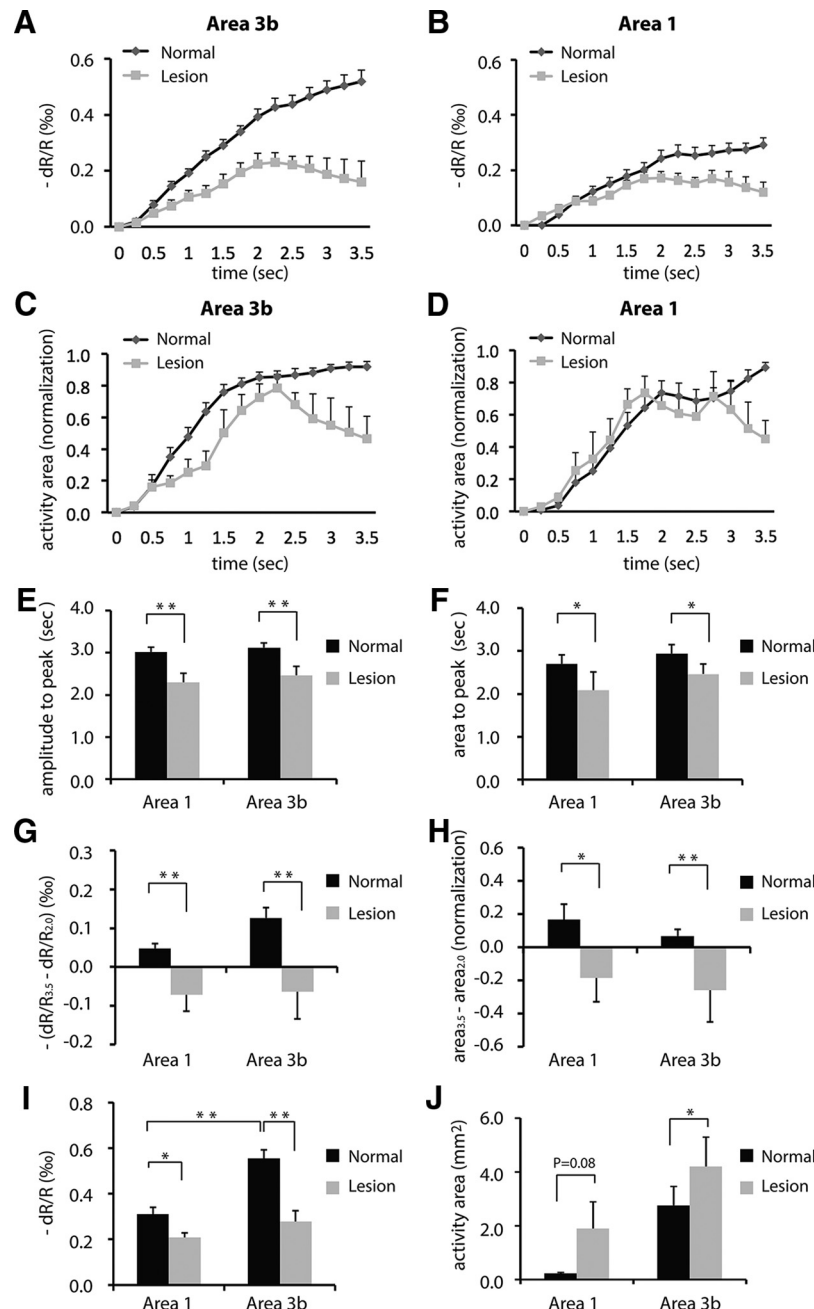 A
Area 3b
Normal
Lesion
- dR/R (‰)
0.6
0.4
0.2
0.0
0 0.5 1 1.5 2 2.5 3 3.5
time (sec)
B
Area 1
Normal
Lesion
- dR/R (‰)
0.6
0.4
0.2
0.0
0 0.5 1 1.5 2 2.5 3 3.5
time (sec)
C
Area 3b
Normal
Lesion
activity area (normalization)
1.0
0.8
0.6
0.4
0.2
0.0
0 0.5 1 1.5 2 2.5 3 3.5
time (sec)
D
Area 1
Normal
Lesion
activity area (normalization)
1.0
0.8
0.6
0.4
0.2
0.0
0 0.5 1 1.5 2 2.5 3 3.5
time (sec)
E
amplitude to peak (sec)
4.0
3.0
2.0
1.0
0.0
* *
* *
Normal
Lesion
Area 1 Area 3b
F
area to peak (sec)
4.0
3.0
2.0
1.0
0.0
*
*
Normal
Lesion
Area 1 Area 3b
G
- (dR/R3.5 - dR/R2.0) (‰)
0.3
0.2
0.1
0.0
-0.1
-0.2
* *
* *
Normal
Lesion
Area 1 Area 3b
H
area3.5 - area2.0 (normalization)
0.6
0.4
0.2
0.0
-0.2
-0.4
-0.6
*
* *
Normal
Lesion
Area 1 Area 3b
I
- dR/R (‰)
0.8
0.6
0.4
0.2
0.0
* *
* *
*
Normal
Lesion
Area 1 Area 3b
J
activity area (mm²)
6.0
4.0
2.0
0.0
P=0.08
*
Normal
Lesion
Area 1 Area 3b